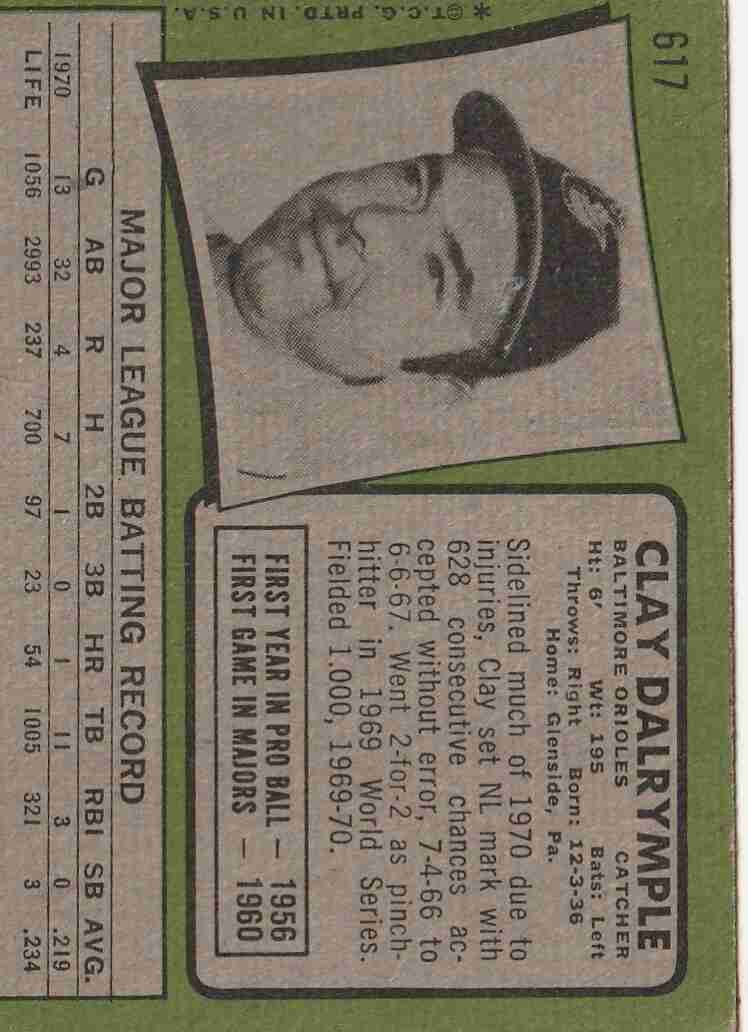 617
*©T.C.G. PRTD. IN U.S.A.
CLAY DALRYMPLE
BALTIMORE ORIOLES CATCHER
Ht: 6' Wt: 195 Bats: Left
Throws: Right Born: 12-3-36
Home: Glenside, Pa.
Sidelined much of 1970 due to
injuries, Clay set NL mark with
628 consecutive chances ac-
cepted without error, 7-4-66 to
6-6-67. Went 2-for-2 as pinch-
hitter in 1969 World Series.
Fielded 1.000, 1969-70.
FIRST YEAR IN PRO BALL — 1956
FIRST GAME IN MAJORS — 1960
MAJOR LEAGUE BATTING RECORD
G AB R H 2B 3B HR TB RBI SB AVG.
1970 13 32 4 7 1 0 1 11 3 0 .219
LIFE 1056 2993 237 700 97 23 54 1005 321 3 .234